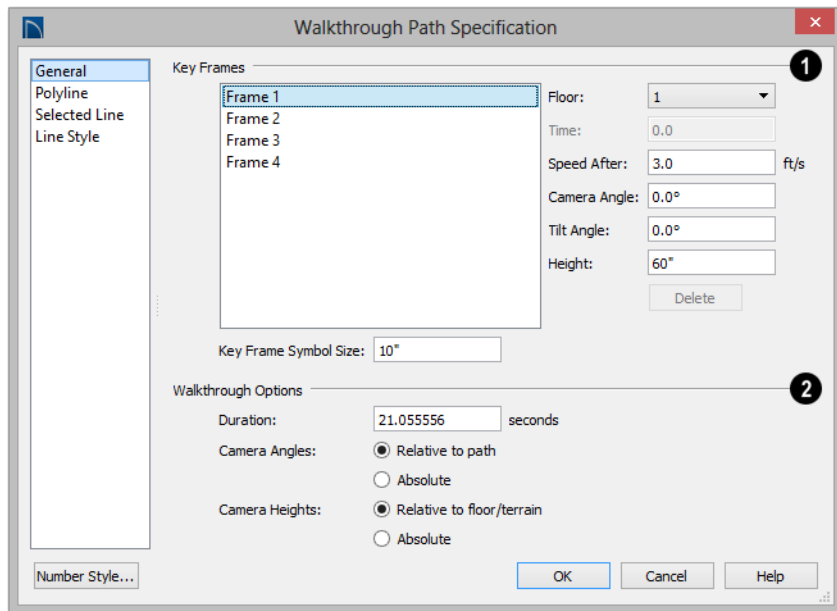 Walkthrough Path Specification
General
Polyline
Selected Line
Line Style
Key Frames
1
Frame 1
Frame 2
Frame 3
Frame 4
Floor: 1
Time: 0.0
Speed After: 3.0 ft/s
Camera Angle: 0.0°
Tilt Angle: 0.0°
Height: 60"
Delete
Key Frame Symbol Size: 10"
Walkthrough Options
2
Duration: 21.055556 seconds
Camera Angles: Relative to path
Absolute
Camera Heights: Relative to floor/terrain
Absolute
Number Style... OK Cancel Help